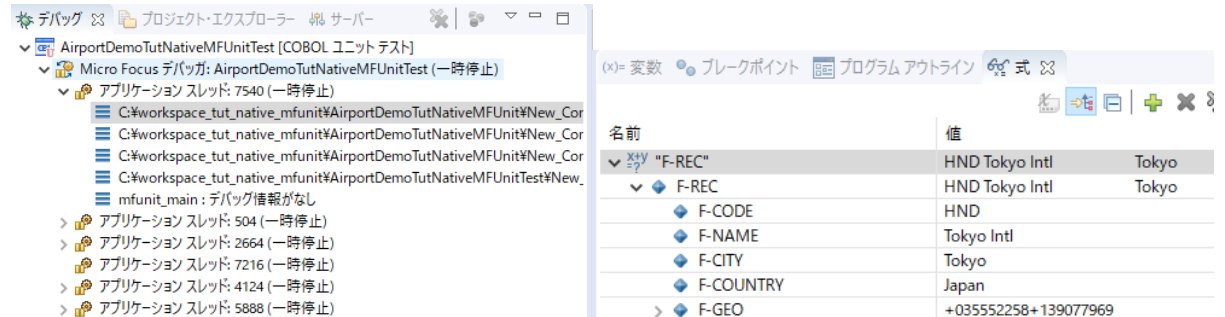 デバッグ プロジェクト・エクスプローラー サーバー
AirportDemoTutNativeMFUnitTest [COBOL ユニット テスト]
Micro Focus デバッガ: AirportDemoTutNativeMFUnitTest (一時停止)
アプリケーション スレッド: 7540 (一時停止)
C:¥workspace_tut_native_mfunit¥AirportDemoTutNativeMFUnit¥New_Cor
C:¥workspace_tut_native_mfunit¥AirportDemoTutNativeMFUnit¥New_Cor
C:¥workspace_tut_native_mfunit¥AirportDemoTutNativeMFUnit¥New_Cor
C:¥workspace_tut_native_mfunit¥AirportDemoTutNativeMFUnitTest¥New_
mfunit_main : デバッグ情報がなし
アプリケーション スレッド: 504 (一時停止)
アプリケーション スレッド: 2664 (一時停止)
アプリケーション スレッド: 7216 (一時停止)
アプリケーション スレッド: 4124 (一時停止)
アプリケーション スレッド: 5888 (一時停止)
(x)= 変数 ブレークポイント プログラム アウトライン 式
名前 値
"F-REC" HND Tokyo Intl Tokyo
F-REC HND Tokyo Intl Tokyo
F-CODE HND
F-NAME Tokyo Intl
F-CITY Tokyo
F-COUNTRY Japan
F-GEO +035552258+139077969